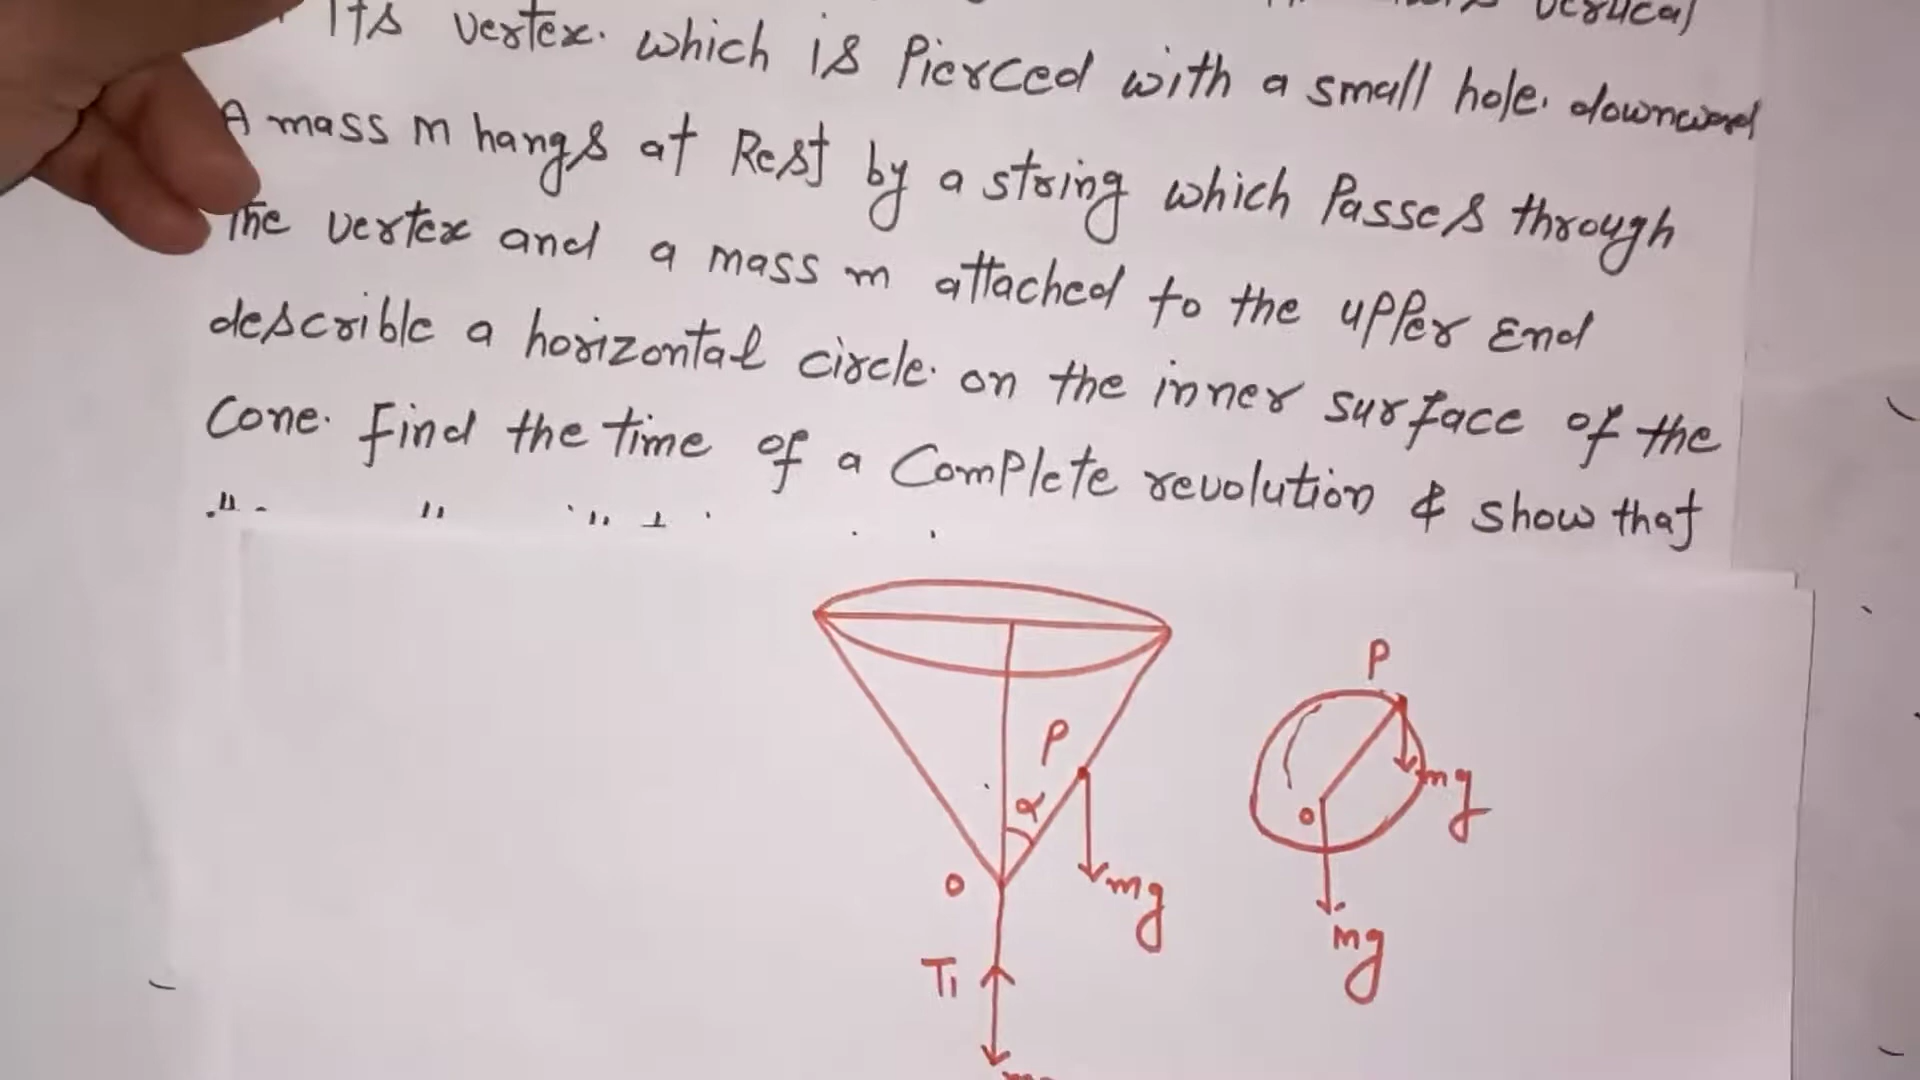 Its vertex. which is Pierced with a small hole. downward
A mass m hangs at Rest by a string which Passes through
The vertex and a mass m attached to the upper End
describle a horizontal circle. on the inner surface of the
Cone. find the time of a Complete revolution & show that
P
α
O
mg
T1
P
O
mg
mg